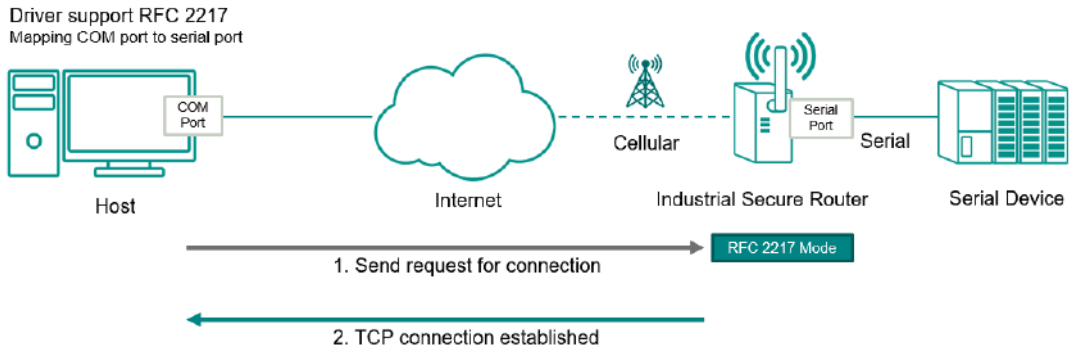 Driver support RFC 2217
Mapping COM port to serial port
COM
Port
Serial
Port
Cellular
Serial
Host
Internet
Industrial Secure Router
Serial Device
RFC 2217 Mode
1. Send request for connection
2. TCP connection established